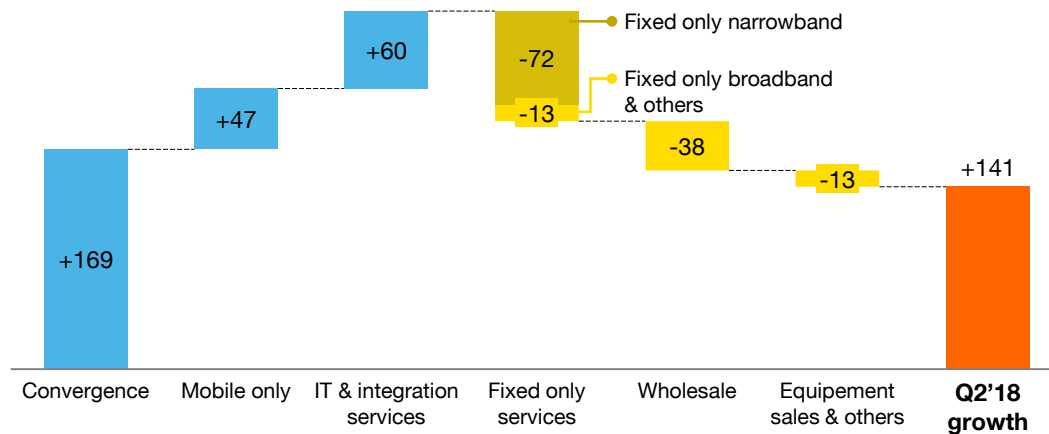 Fixed only narrowband
+60
-72
Fixed only broadband
& others
+47
-13
-38
+141
-13
+169
Convergence
Mobile only
IT & integration
services
Fixed only
services
Wholesale
Equipement
sales & others
Q2'18
growth